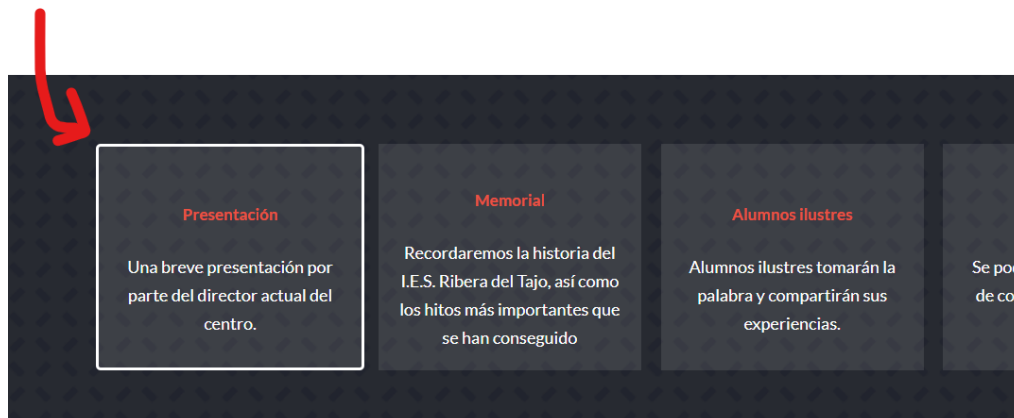 Presentación
Una breve presentación por
parte del director actual del
centro.
Memorial
Recordaremos la historia del
I.E.S. Ribera del Tajo, así como
los hitos más importantes que
se han conseguido
Alumnos ilustres
Alumnos ilustres tomarán la
palabra y compartirán sus
experiencias.
Se
de